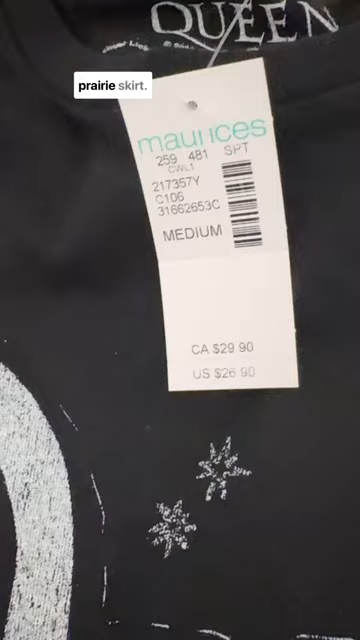 QUEEN
prairie skirt.
maurices
259 481 SPT
CWL1
217357Y
C106
31662653C
MEDIUM
CA $29 90
US $26 90